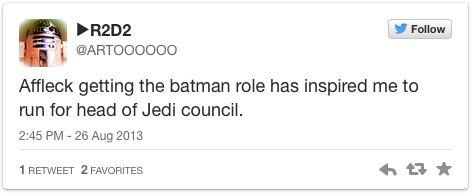 ▶R2D2
Follow
@ARTOOOOOO
Affleck getting the batman role has inspired me to
run for head of Jedi council.
2:45 PM - 26 Aug 2013
1 RETWEET 2 FAVORITES